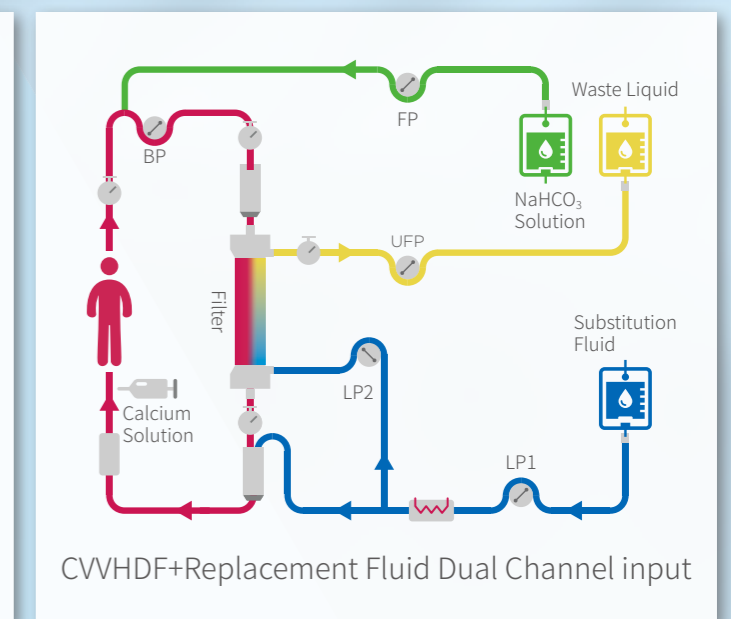 Waste Liquid
FP
BP
NaHCO₃
Solution
UFP
Filter
Substitution
Fluid
LP2
Calcium
Solution
LP1
CVVHDF+Replacement Fluid Dual Channel input